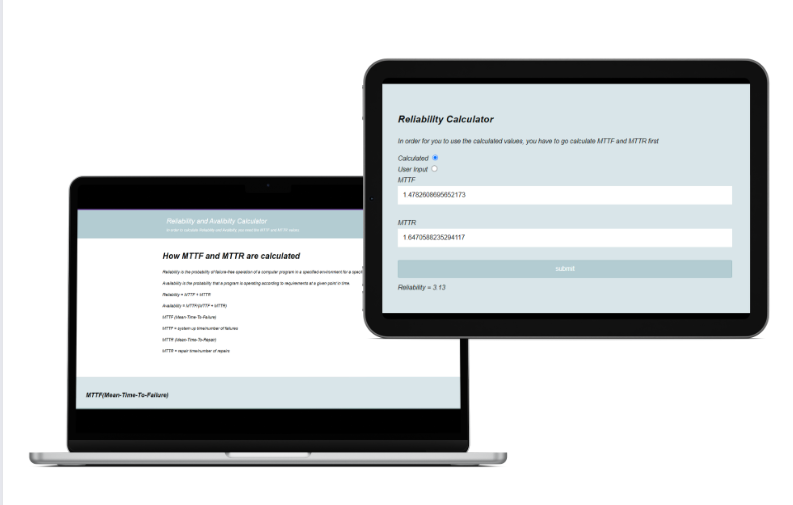 Reliability Calculator
In order for you to use the calculated values, you have to go calculate MTTF and MTTR first
Calculated
User Input
MTTF
1.4782608695652173
MTTR
1.6470588235294117
submit
Reliability = 3.13
Reliability and Avalibilty Calculator
In order to calculate Reliability and Avalibility, you need the MTTF and MTTR values
How MTTF and MTTR are calculated
Reliability is the probability of failure-free operation of a computer program in a specified environment for a
Availability is the probability that a program is operating according to requirements at a given point in time.
Reliability = MTTF + MTTR
Availability = MTTF/(MTTF + MTTR)
MTTF (Mean-Time-To-Failure)
MTTF = system up time/number of failures
MTTR (Mean-Time-To-Repair)
MTTR = repair time/number of repairs
MTTF(Mean-Time-To-Failure)